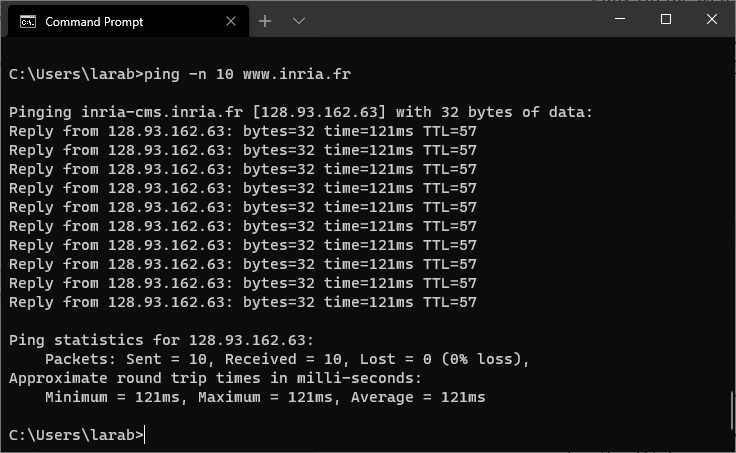 Command Prompt
C:\Users\larab>ping -n 10 www.inria.fr
Pinging inria-cms.inria.fr [128.93.162.63] with 32 bytes of data:
Reply from 128.93.162.63: bytes=32 time=121ms TTL=57
Reply from 128.93.162.63: bytes=32 time=121ms TTL=57
Reply from 128.93.162.63: bytes=32 time=121ms TTL=57
Reply from 128.93.162.63: bytes=32 time=121ms TTL=57
Reply from 128.93.162.63: bytes=32 time=121ms TTL=57
Reply from 128.93.162.63: bytes=32 time=121ms TTL=57
Reply from 128.93.162.63: bytes=32 time=121ms TTL=57
Reply from 128.93.162.63: bytes=32 time=121ms TTL=57
Reply from 128.93.162.63: bytes=32 time=121ms TTL=57
Reply from 128.93.162.63: bytes=32 time=121ms TTL=57
Ping statistics for 128.93.162.63:
Packets: Sent = 10, Received = 10, Lost = 0 (0% loss),
Approximate round trip times in milli-seconds:
Minimum = 121ms, Maximum = 121ms, Average = 121ms
C:\Users\larab>